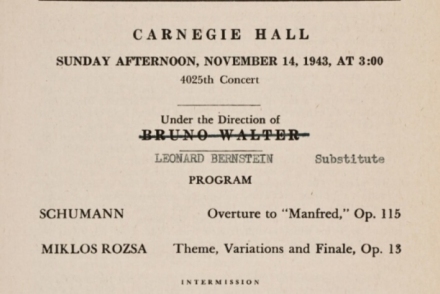 CARNEGIE HALL
SUNDAY AFTERNOON, NOVEMBER 14, 1943, AT 3:00
4025th Concert
Under the Direction of
BRUNO WALTER
LEONARD BERNSTEIN Substitute
PROGRAM
SCHUMANN Overture to "Manfred," Op. 115
MIKLOS ROZSA Theme, Variations and Finale, Op. 13
INTERMISSION